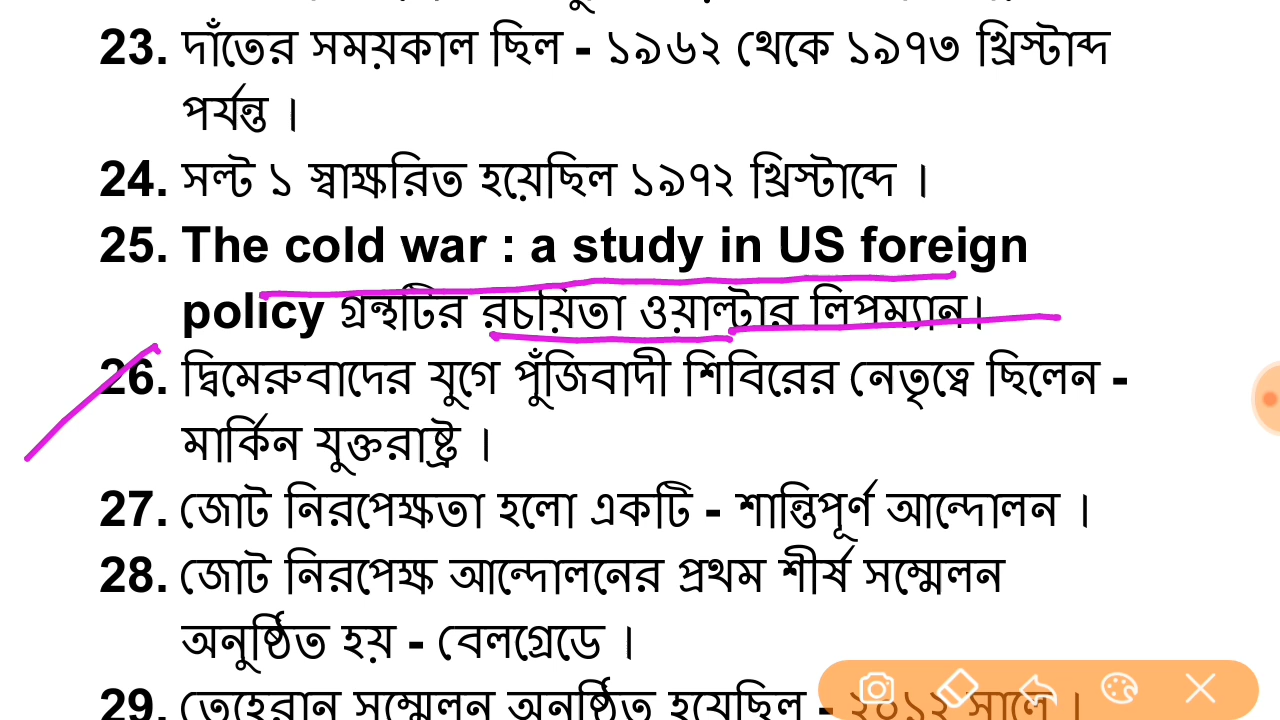 23. দাঁতের সময়কাল ছিল - ১৯৬২ থেকে ১৯৭৩ খ্রিস্টাব্দ
পর্যন্ত ।
24. সল্ট ১ স্বাক্ষরিত হয়েছিল ১৯৭২ খ্রিস্টাব্দে ।
25. The cold war : a study in US foreign
policy গ্রন্থটির রচয়িতা ওয়াল্টার লিপম্যান।
26. দ্বিমেরুবাদের যুগে পুঁজিবাদী শিবিরের নেতৃত্বে ছিলেন -
মার্কিন যুক্তরাষ্ট্র ।
27. জোট নিরপেক্ষতা হলো একটি - শান্তিপূর্ণ আন্দোলন ।
28. জোট নিরপেক্ষ আন্দোলনের প্রথম শীর্ষ সম্মেলন
অনুষ্ঠিত হয় - বেলগ্রেডে ।
29. তেহেরান সম্মেলন অনুষ্ঠিত হয়েছিল - ২০১২ সালে ।